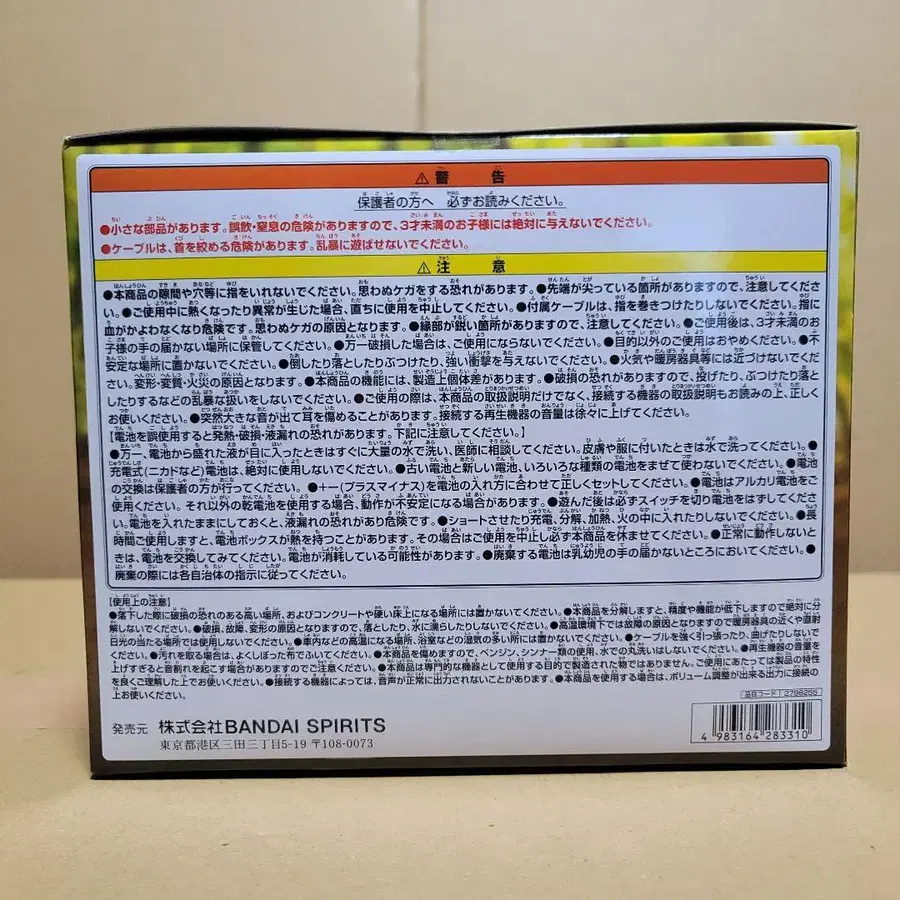 ⚠警告
保護者の方へ 必ずお読みください。
●小さな部品があります。誤飲・窒息の危険がありますので、3才未満のお子様には絶対に与えないでください。
●ケーブルは、首を絞める危険があります。乱暴に遊ばせないでください。
⚠注意
●本商品の隙間や穴等に指をいれないでください。思わぬケガをする恐れがあります。●先端が尖っている箇所がありますので、注意してくださ
い。●ご使用中に熱くなったり異常が生じた場合、直ちに使用を中止してください。●付属ケーブルは、指を巻きつけたりしないでください。指に
血がかよわなくなり危険です。思わぬケガの原因となります。●縁部が鋭い箇所がありますので、注意してください。●ご使用後は、3才未満のお
子様の手の届かない場所に保管してください。●万一破損した場合は、ご使用にならないでください。●目的以外のご使用はおやめください。●不
安定な場所に置かないでください。●倒したり落としたりぶつけたり、強い衝撃を与えないでください。●火気や暖房器具等には近づけないでくださ
い。変形・変質・火災の原因となります。●本商品の機能には、製造上個体差があります。●破損の恐れがありますので、投げたり、ぶつけたり落と
したりするなどの乱暴な扱いをしないでください。●ご使用の際は、本商品の取扱説明だけでなく、接続する機器の取扱説明もお読みの上、正しく
お使いください。●突然大きな音が出て耳を傷めることがあります。接続する再生機器の音量は徐々に上げてください。
【電池を誤使用すると発熱・破損・液漏れの恐れがあります。下記に注意してください。】
●万一、電池から漏れた液が目に入ったときはすぐに大量の水で洗い、医師に相談してください。皮膚や服に付いたときは水で洗ってください。●
充電式(ニカドなど)電池は、絶対に使用しないでください。●古い電池と新しい電池、いろいろな種類の電池をまぜて使わないでください。●電池
の交換は保護者の方が行ってください。●+−(プラスマイナス)を電池の入れ方に合わせて正しくセットしてください。●電池はアルカリ電池をご
使用ください。それ以外の乾電池を使用する場合、動作が不安定になる場合があります。●遊んだ後は必ずスイッチを切り電池をはずしてくださ
い。電池を入れたままにしておくと、液漏れの恐れがあり危険です。●ショートさせたり充電、分解、加熱、火の中に入れたりしないでください。●長
時間ご使用しますと、電池ボックスが熱を持つことがあります。その場合はご使用を中止し必ず本商品を休ませてください。●正常に動作しないと
きは、電池を交換してみてください。電池が消耗している可能性があります。●廃棄する電池は乳幼児の手の届かないところにおいてください。●
廃棄の際には各自治体の指示に従ってください。
【使用上の注意】
●落下した際に破損の恐れのある高い場所、およびコンクリートや硬い床上になる場所には置かないでください。●本商品を分解しますと、精度や機能が低下しますので絶対に分
解しないでください。●破損、故障、変形の原因となりますので、落としたり、水に濡らしたりしないでください。●高温環境下では故障の原因となりますので暖房器具の近くや直射
日光の当たる場所では使用しないでください。●車内などの高温になる場所、浴室などの湿気の多い所には置かないでください。●ケーブルを強く引っ張ったり、曲げたりしないで
ください。●汚れを取る場合は、よくしぼった布でふいてください。●本商品を傷めますので、ベンジン、シンナー類の使用、水での丸洗いはしないでください。●再生機器の音量を
上げすぎると音割れを起こす場合がありますのでご注意ください。●本商品は専門的な機器として使用する目的で製造された物ではありません。ご使用にあたっては製品の特性
を良くご理解した上でお使いください。●接続する機器によっては、音声が正常に出力されないことがあります。●本商品を使用する場合は、ボリューム調整が出来る出力に接続の
上お使いください。
品目コード 2798255
発売元 株式会社BANDAI SPIRITS
東京都港区三田三丁目5-19 〒108-0073
4 983164 283310